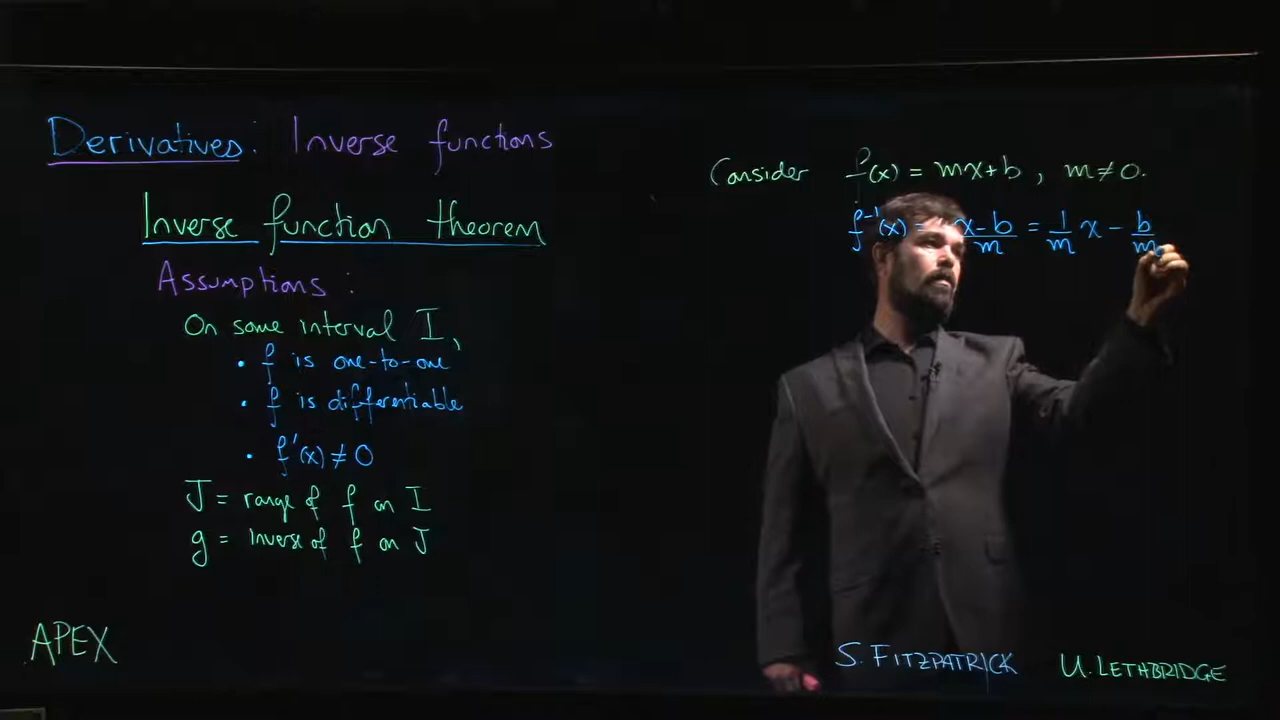 Derivatives: Inverse functions
Inverse function theorem
Assumptions:
On some interval I,
• f is one-to-one
• f is differentiable
• f'(x) ≠ 0
J = range of f on I
g = inverse of f on J
APEX
Consider f(x) = mx+b, m≠0.
f⁻¹(x) = x-b/m = 1/m x - b/m
S. FITZPATRICK
U. LETHBRIDGE